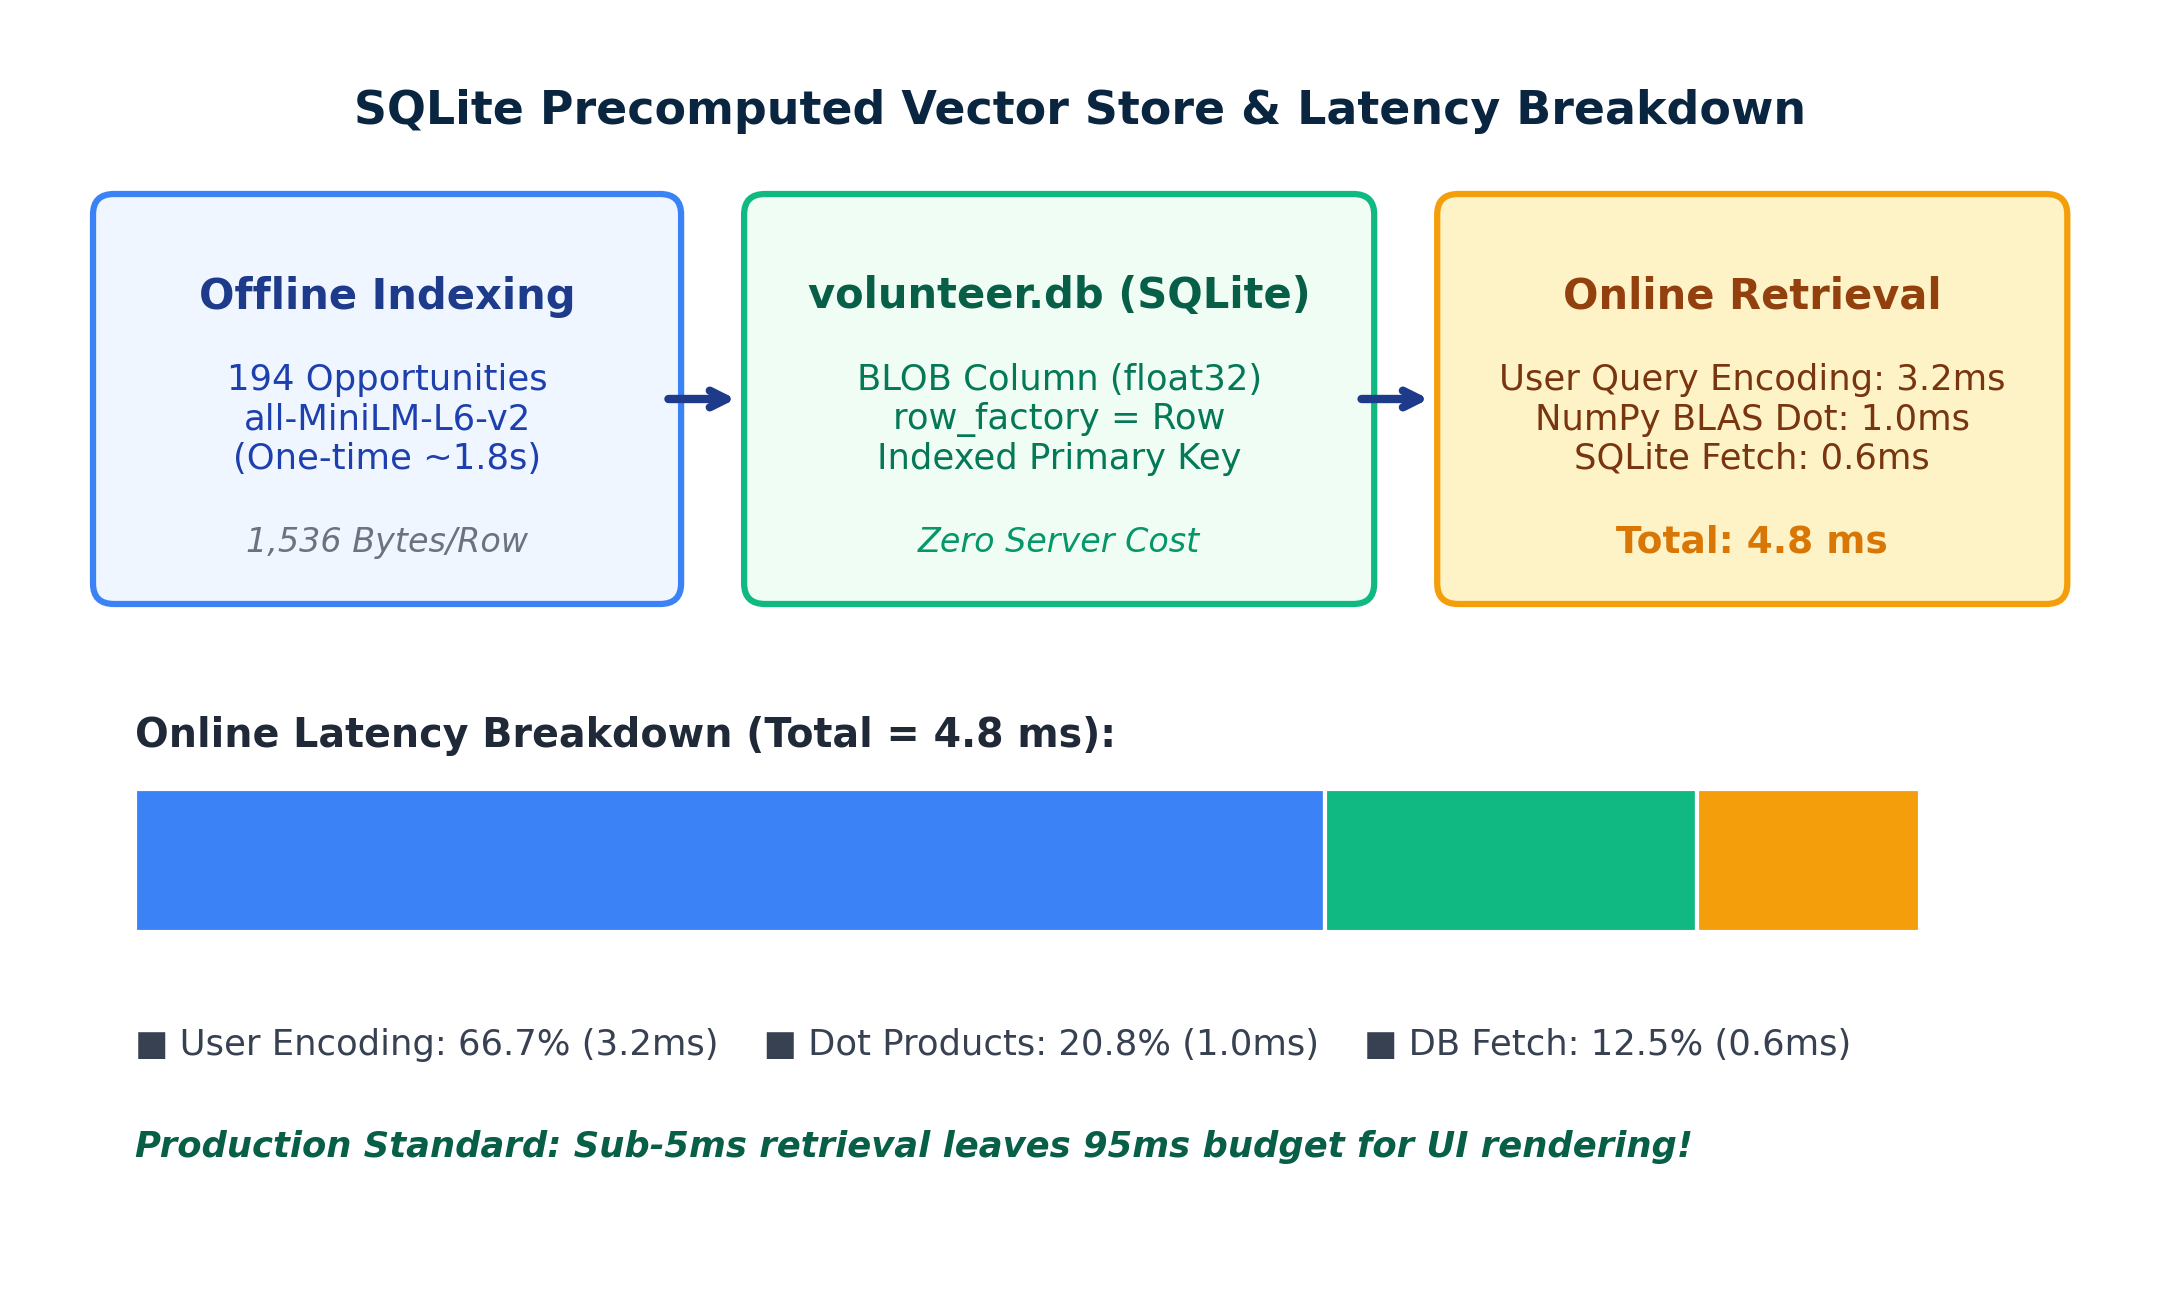 SQLite Precomputed Vector Store & Latency Breakdown
Offline Indexing
194 Opportunities
all-MiniLM-L6-v2
(One-time ~1.8s)
1,536 Bytes/Row
volunteer.db (SQLite)
BLOB Column (float32)
row_factory = Row
Indexed Primary Key
Zero Server Cost
Online Retrieval
User Query Encoding: 3.2ms
NumPy BLAS Dot: 1.0ms
SQLite Fetch: 0.6ms
Total: 4.8 ms
Online Latency Breakdown (Total = 4.8 ms):
■ User Encoding: 66.7% (3.2ms) ■ Dot Products: 20.8% (1.0ms) ■ DB Fetch: 12.5% (0.6ms)
Production Standard: Sub-5ms retrieval leaves 95ms budget for UI rendering!